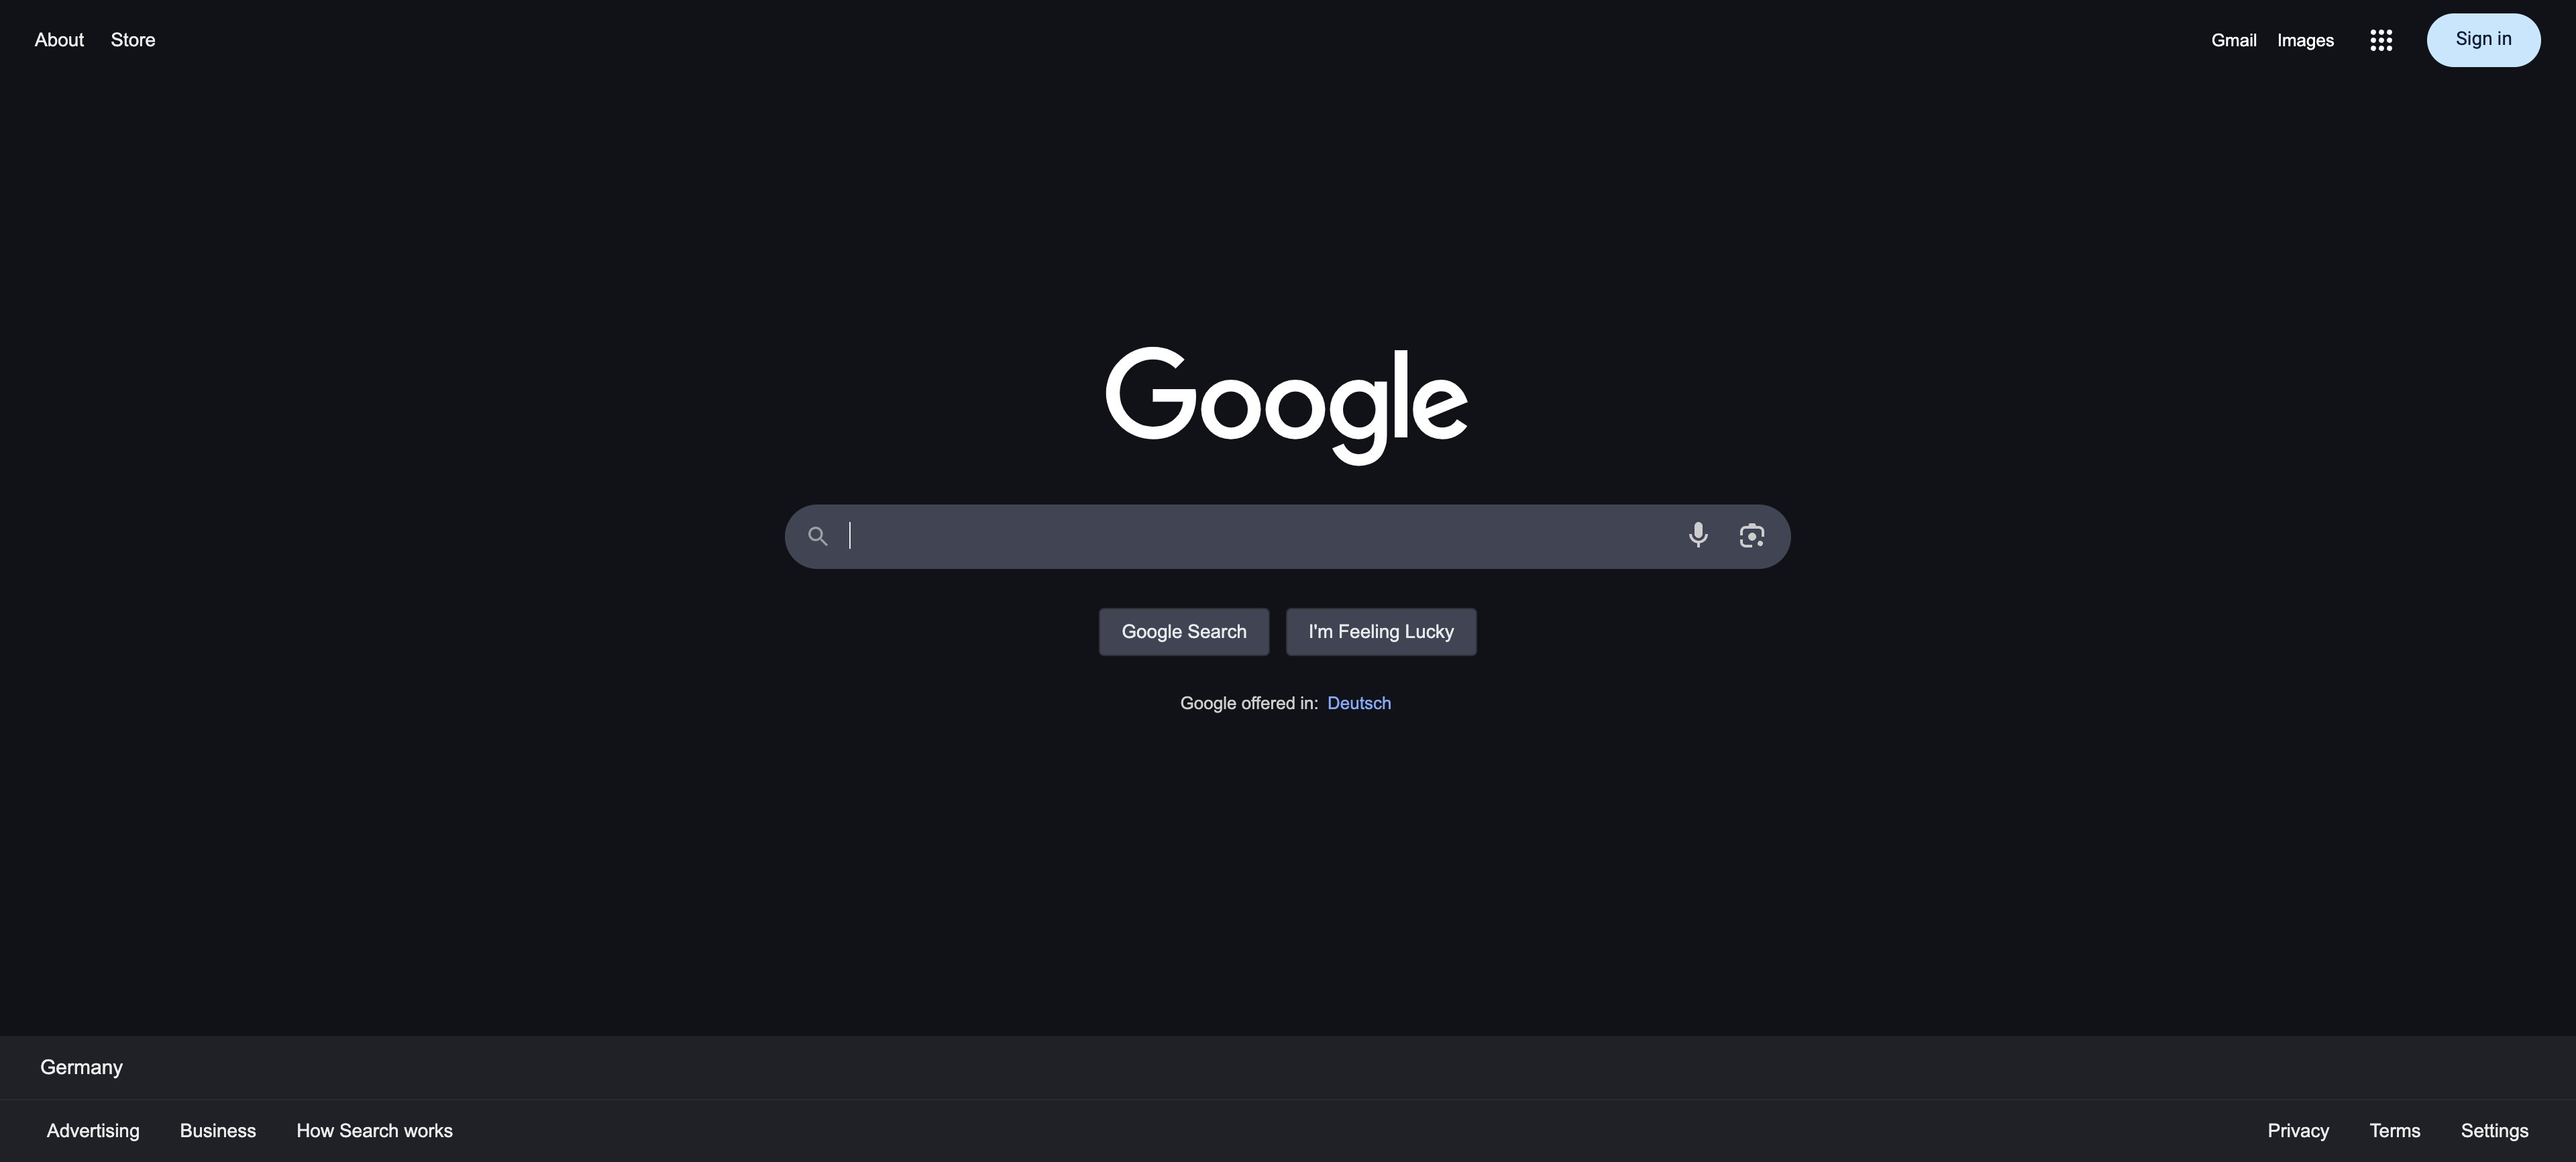 About Store
Gmail Images Sign in
Google
Google Search I'm Feeling Lucky
Google offered in: Deutsch
Germany
Advertising Business How Search works
Privacy Terms Settings